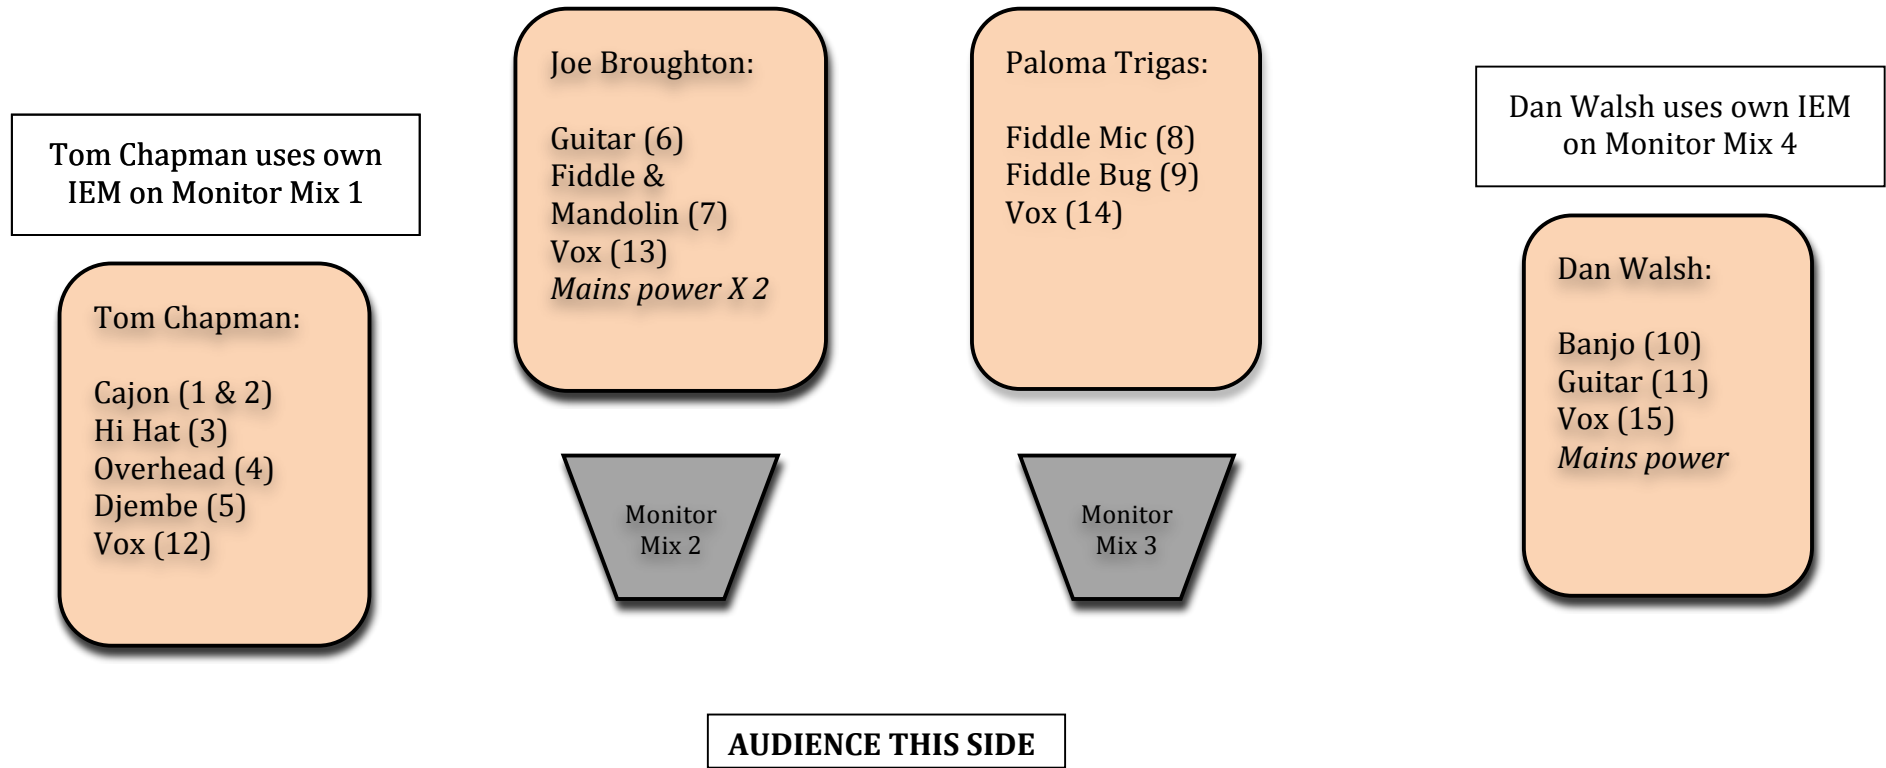 Tom Chapman uses own
IEM on Monitor Mix 1
Tom Chapman:
Cajon (1 & 2)
Hi Hat (3)
Overhead (4)
Djembe (5)
Vox (12)
Joe Broughton:
Guitar (6)
Fiddle &
Mandolin (7)
Vox (13)
Mains power X 2
Monitor
Mix 2
Paloma Trigas:
Fiddle Mic (8)
Fiddle Bug (9)
Vox (14)
Monitor
Mix 3
Dan Walsh uses own IEM
on Monitor Mix 4
Dan Walsh:
Banjo (10)
Guitar (11)
Vox (15)
Mains power
AUDIENCE THIS SIDE